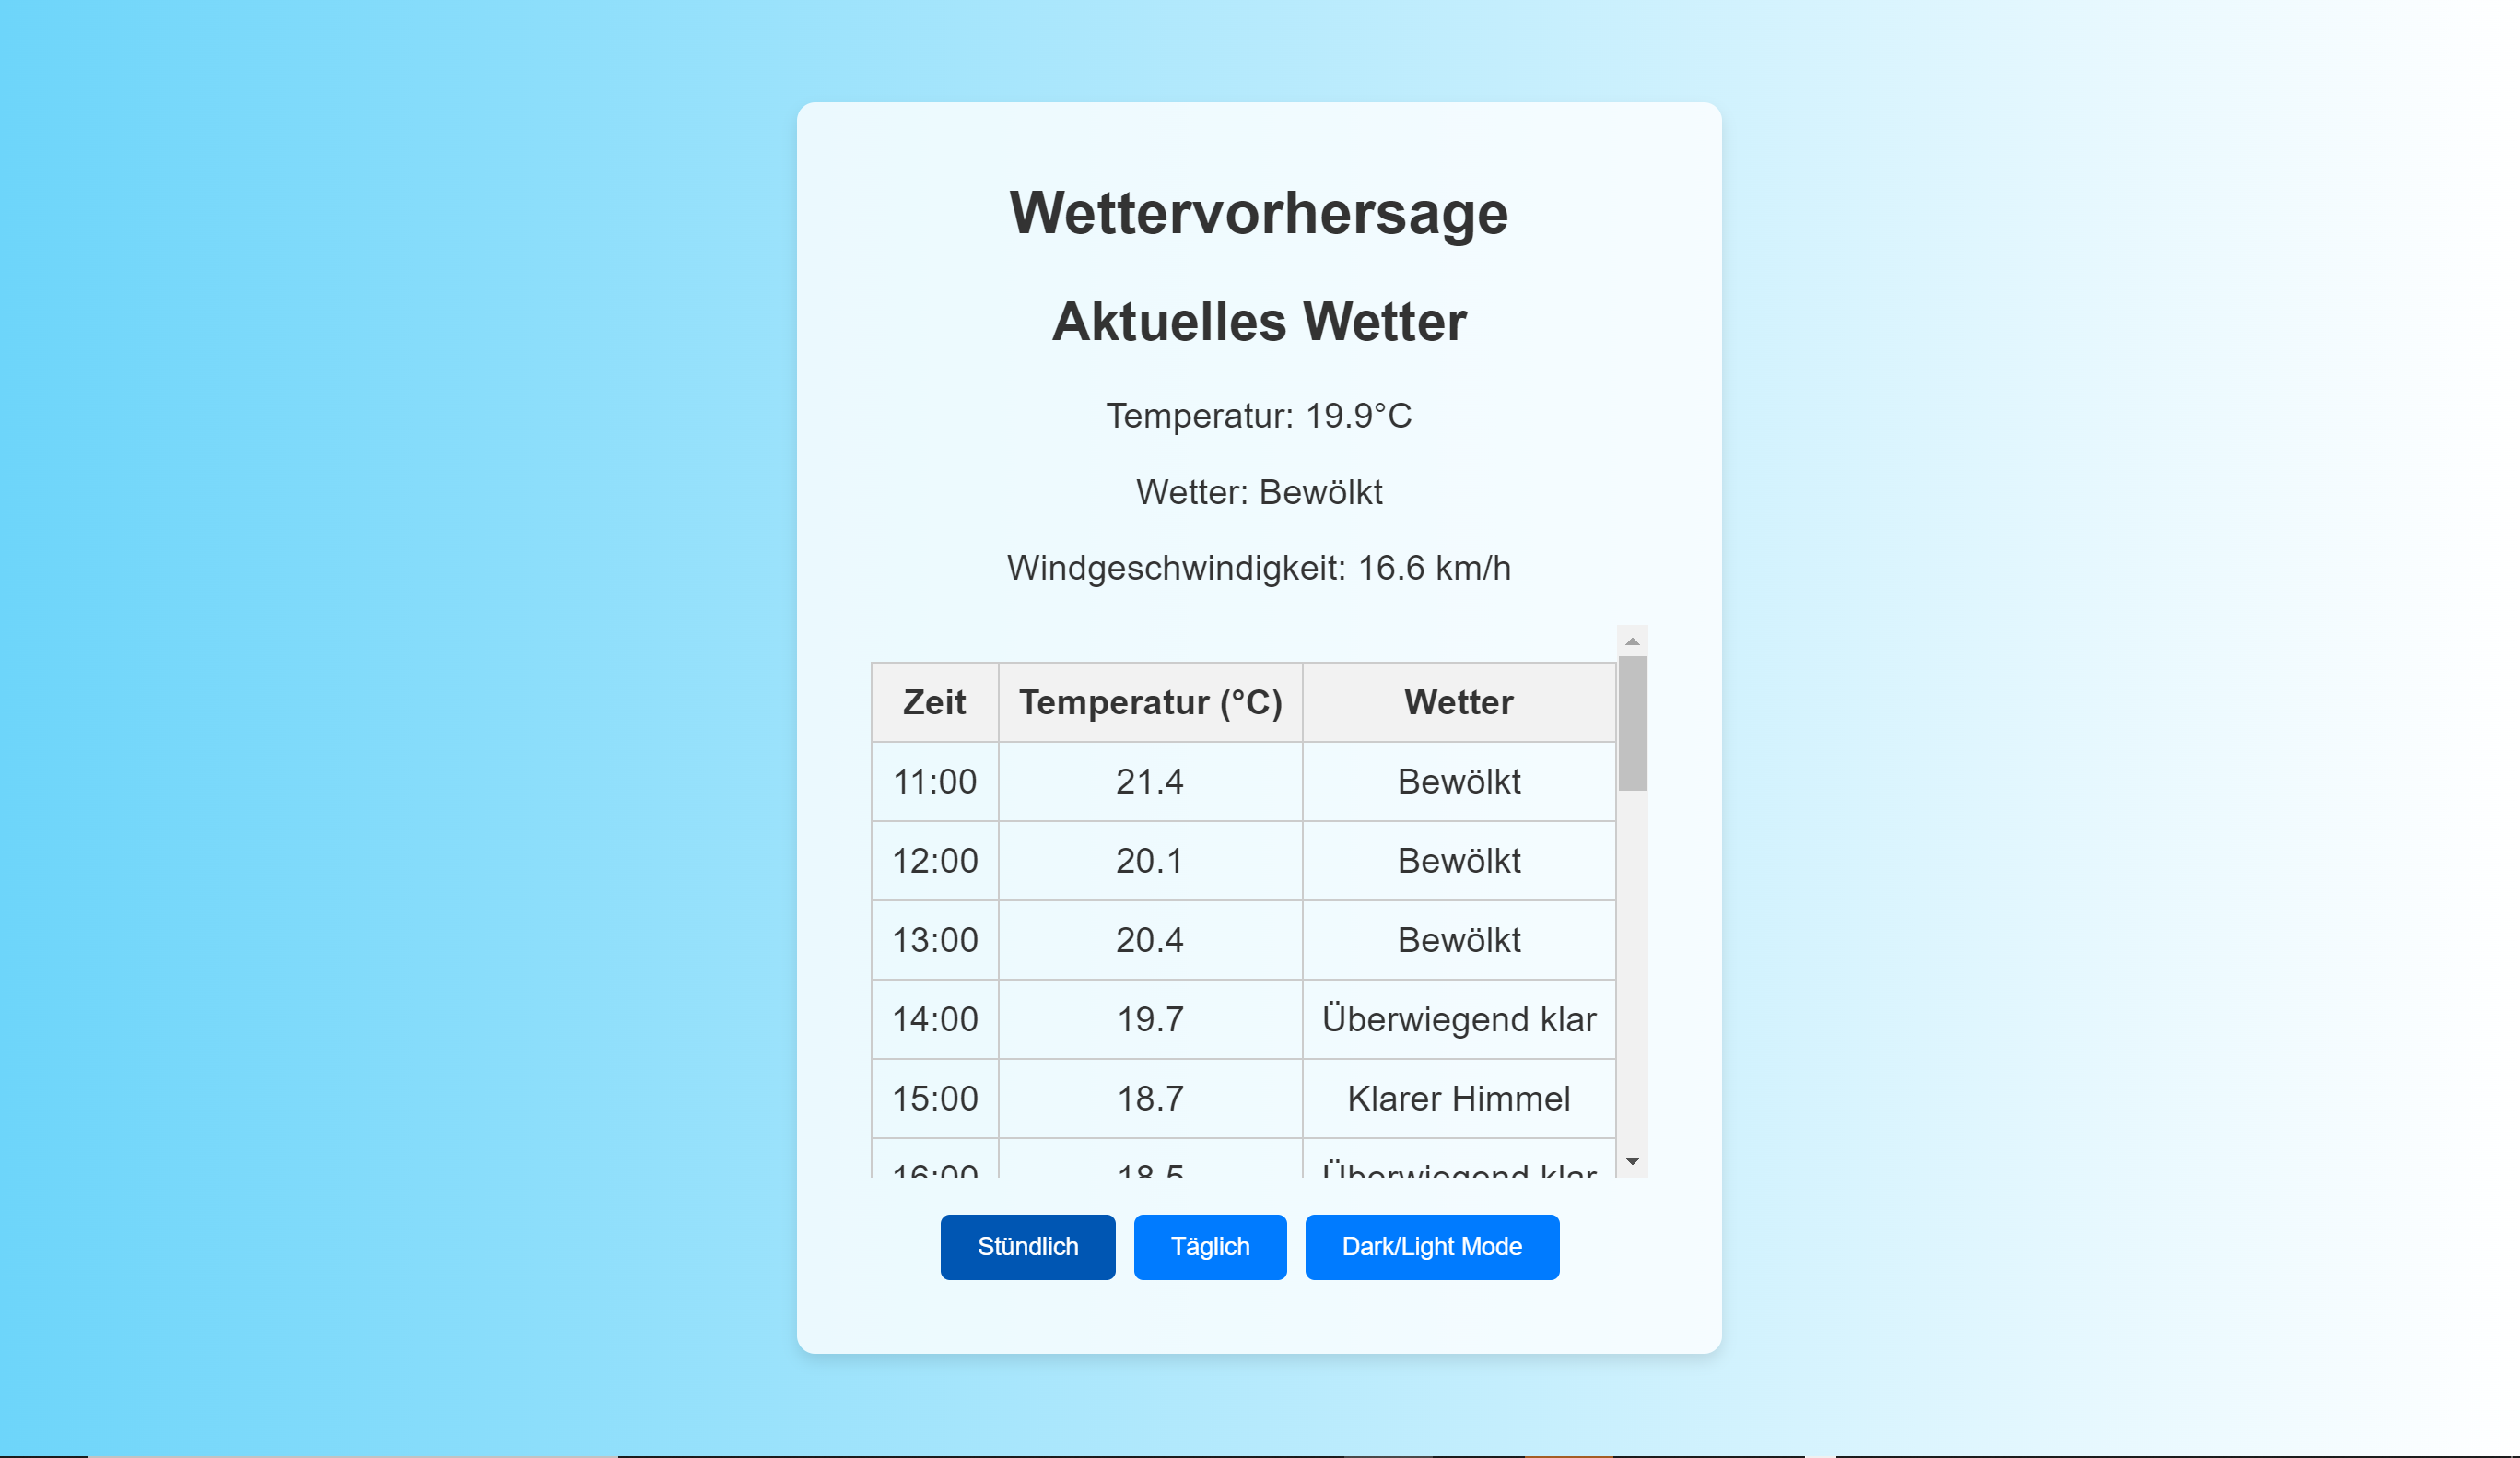 Wettervorhersage
Aktuelles Wetter
Temperatur: 19.9°C
Wetter: Bewölkt
Windgeschwindigkeit: 16.6 km/h
Zeit Temperatur (°C) Wetter
11:00 21.4 Bewölkt
12:00 20.1 Bewölkt
13:00 20.4 Bewölkt
14:00 19.7 Überwiegend klar
15:00 18.7 Klarer Himmel
16:00 18.5 Überwiegend klar
Stündlich Täglich Dark/Light Mode